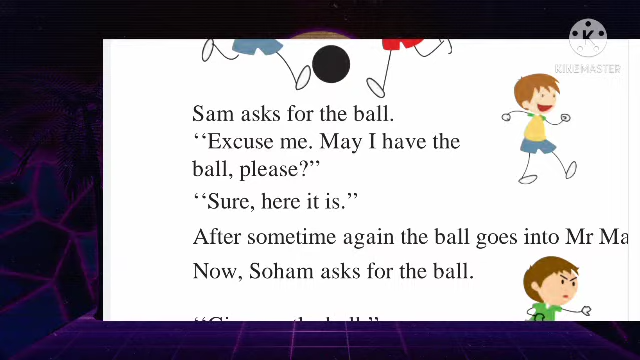 KINEMASTER
Sam asks for the ball.
‘‘Excuse me. May I have the
ball, please?’’
‘‘Sure, here it is.’’
After sometime again the ball goes into Mr
Now, Soham asks for the ball.